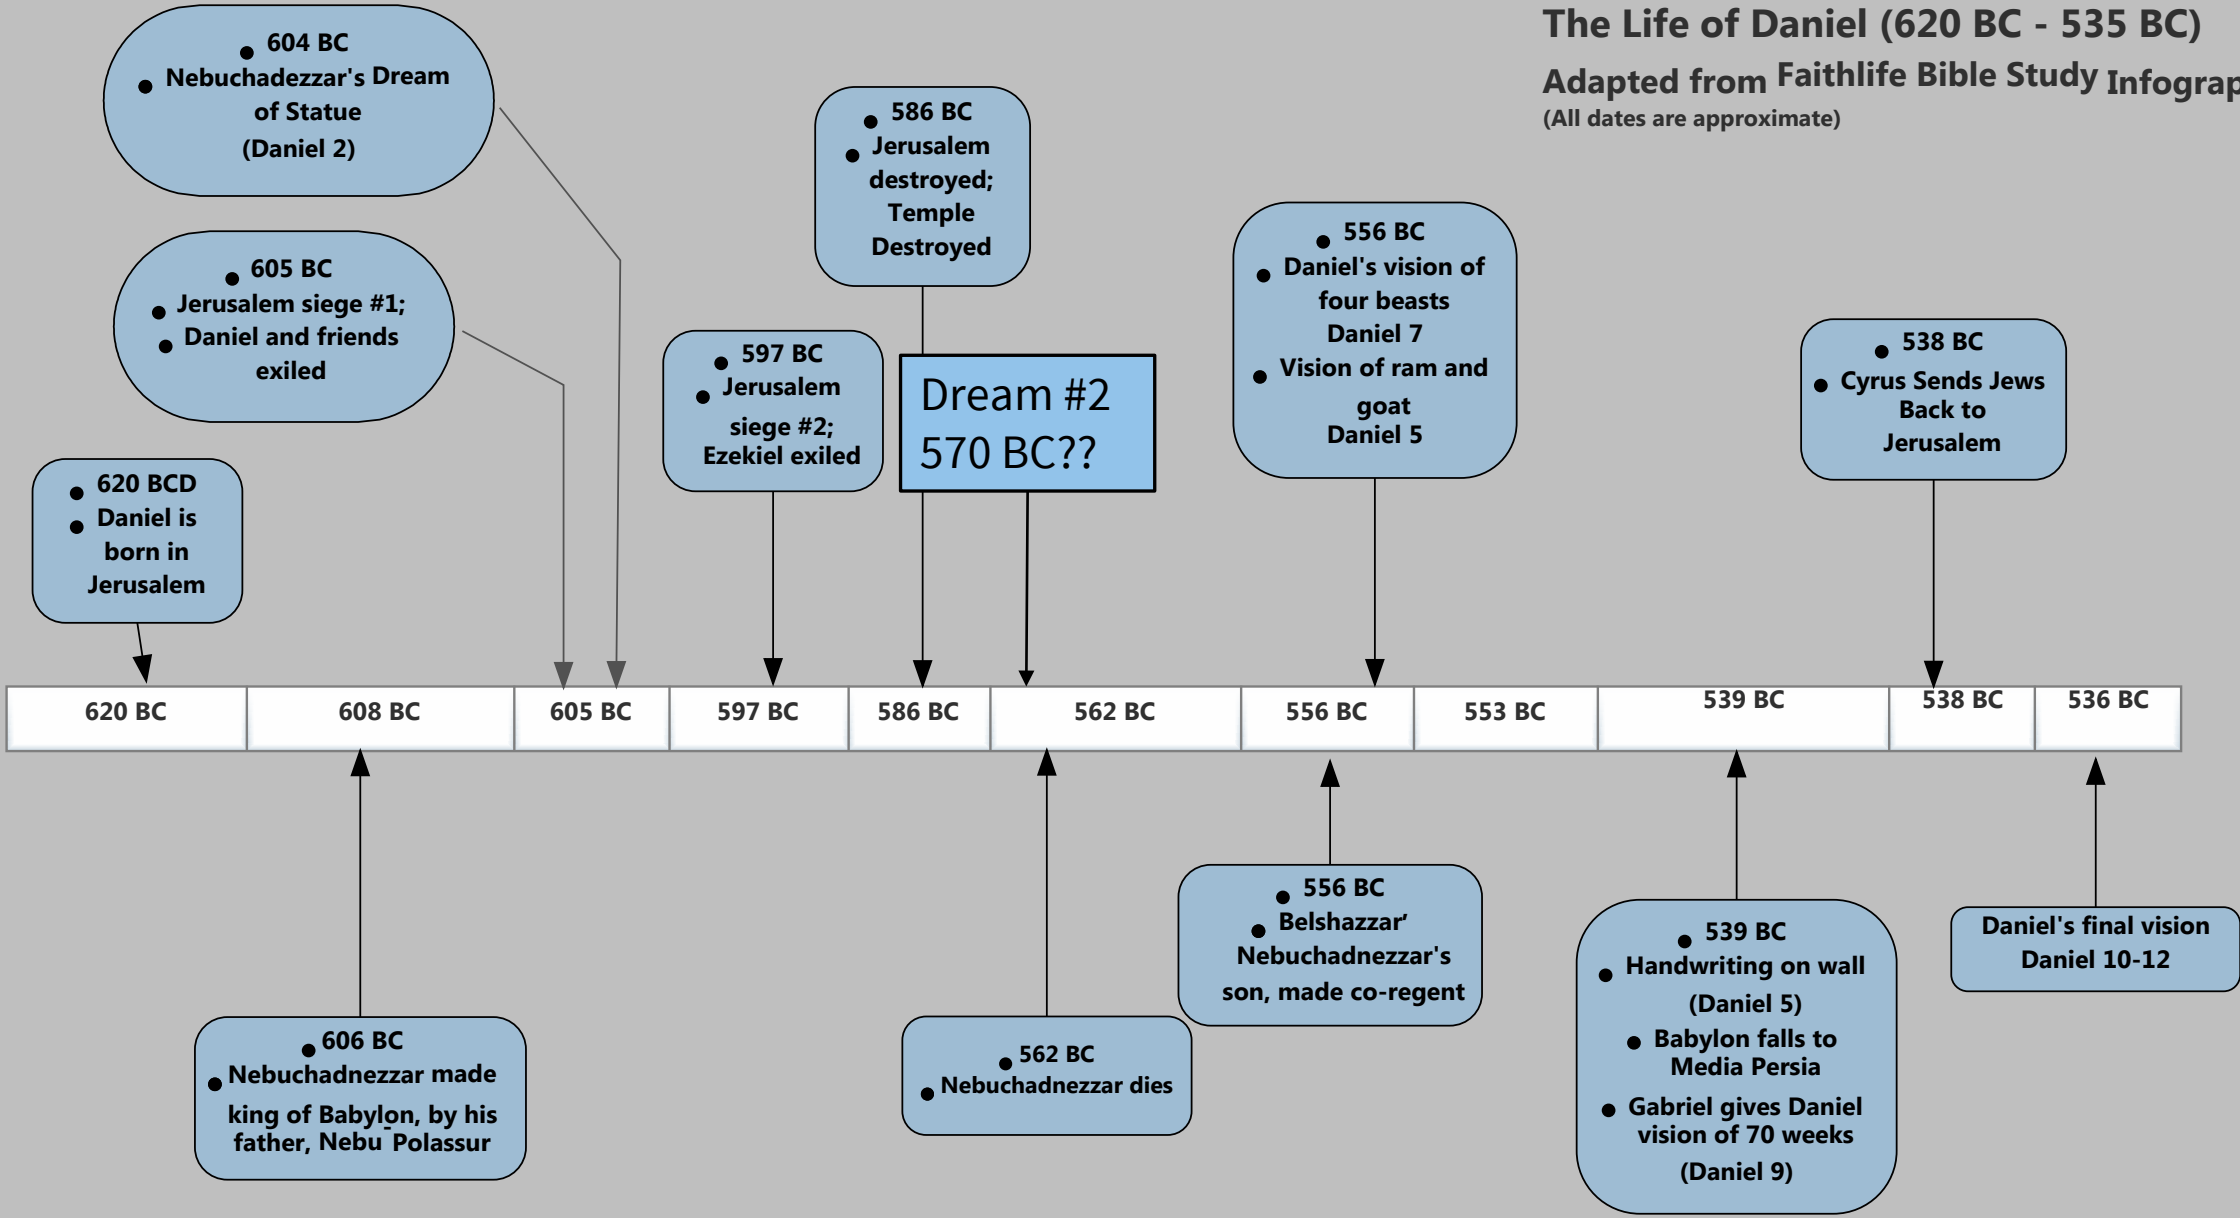 The Life of Daniel (620 BC - 535 BC)
Adapted from Faithlife Bible Study Infograp
(All dates are approximate)
604 BC
Nebuchadezzar's Dream
of Statue
(Daniel 2)
605 BC
Jerusalem siege #1;
Daniel and friends
exiled
620 BCD
Daniel is
born in
Jerusalem
586 BC
Jerusalem
destroyed;
Temple
Destroyed
597 BC
Jerusalem
siege #2;
Ezekiel exiled
Dream #2
570 BC??
556 BC
Daniel's vision of
four beasts
Daniel 7
Vision of ram and
goat
Daniel 5
538 BC
Cyrus Sends Jews
Back to
Jerusalem
620 BC 608 BC 605 BC 597 BC 586 BC 562 BC 556 BC 553 BC 539 BC 538 BC 536 BC
606 BC
Nebuchadnezzar made
king of Babylon, by his
father, Nebu-Polassur
562 BC
Nebuchadnezzar dies
556 BC
Belshazzar’
Nebuchadnezzar's
son, made co-regent
539 BC
Handwriting on wall
(Daniel 5)
Babylon falls to
Media Persia
Gabriel gives Daniel
vision of 70 weeks
(Daniel 9)
Daniel's final vision
Daniel 10-12